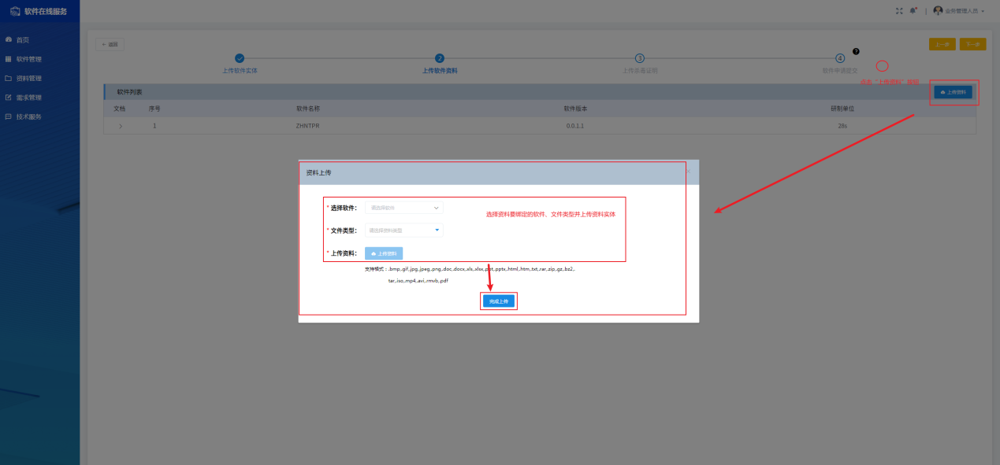 软件在线服务
业务管理人员
首页
软件管理
资料管理
需求管理
技术服务
← 返回
上一步
下一步
2
3
4
?
上传软件实体
上传软件资料
上传杀毒证明
软件申请提交
点击“上传资料”按钮
软件列表
上传资料
文档 序号 软件名称 软件版本 研制单位
1 ZHNTPR 0.0.1.1 28s
资料上传
* 选择软件: 请选择软件
选择资料要绑定的软件、文件类型并上传资料实体
* 文件类型: 请选择资料类型
* 上传资料: 上传资料
支持格式:.bmp,.gif,.jpg,.jpeg,.png,.doc,.docx,.xls,.xlsx,.ppt,.pptx,.html,.htm,.txt,.rar,.zip,.gz,.bz2,.
tar,.iso,.mp4,.avi,.rmvb,.pdf
完成上传